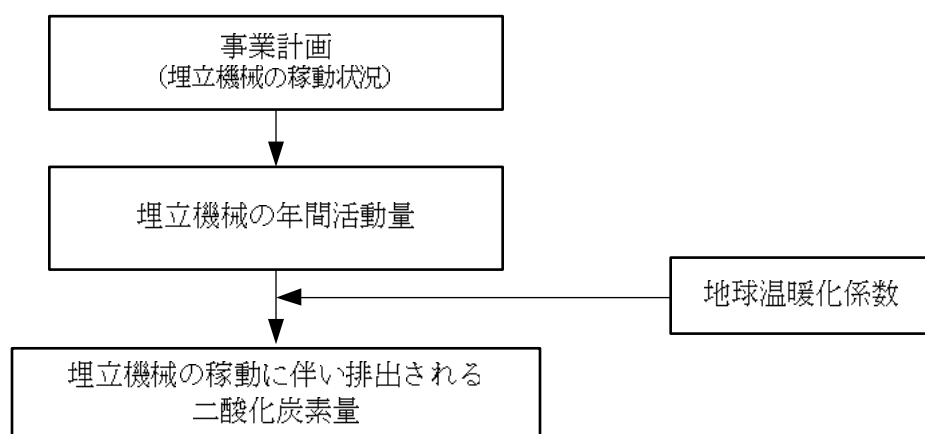 事業計画
（埋立機械の稼動状況）
埋立機械の年間活動量
地球温暖化係数
埋立機械の稼動に伴い排出される
二酸化炭素量